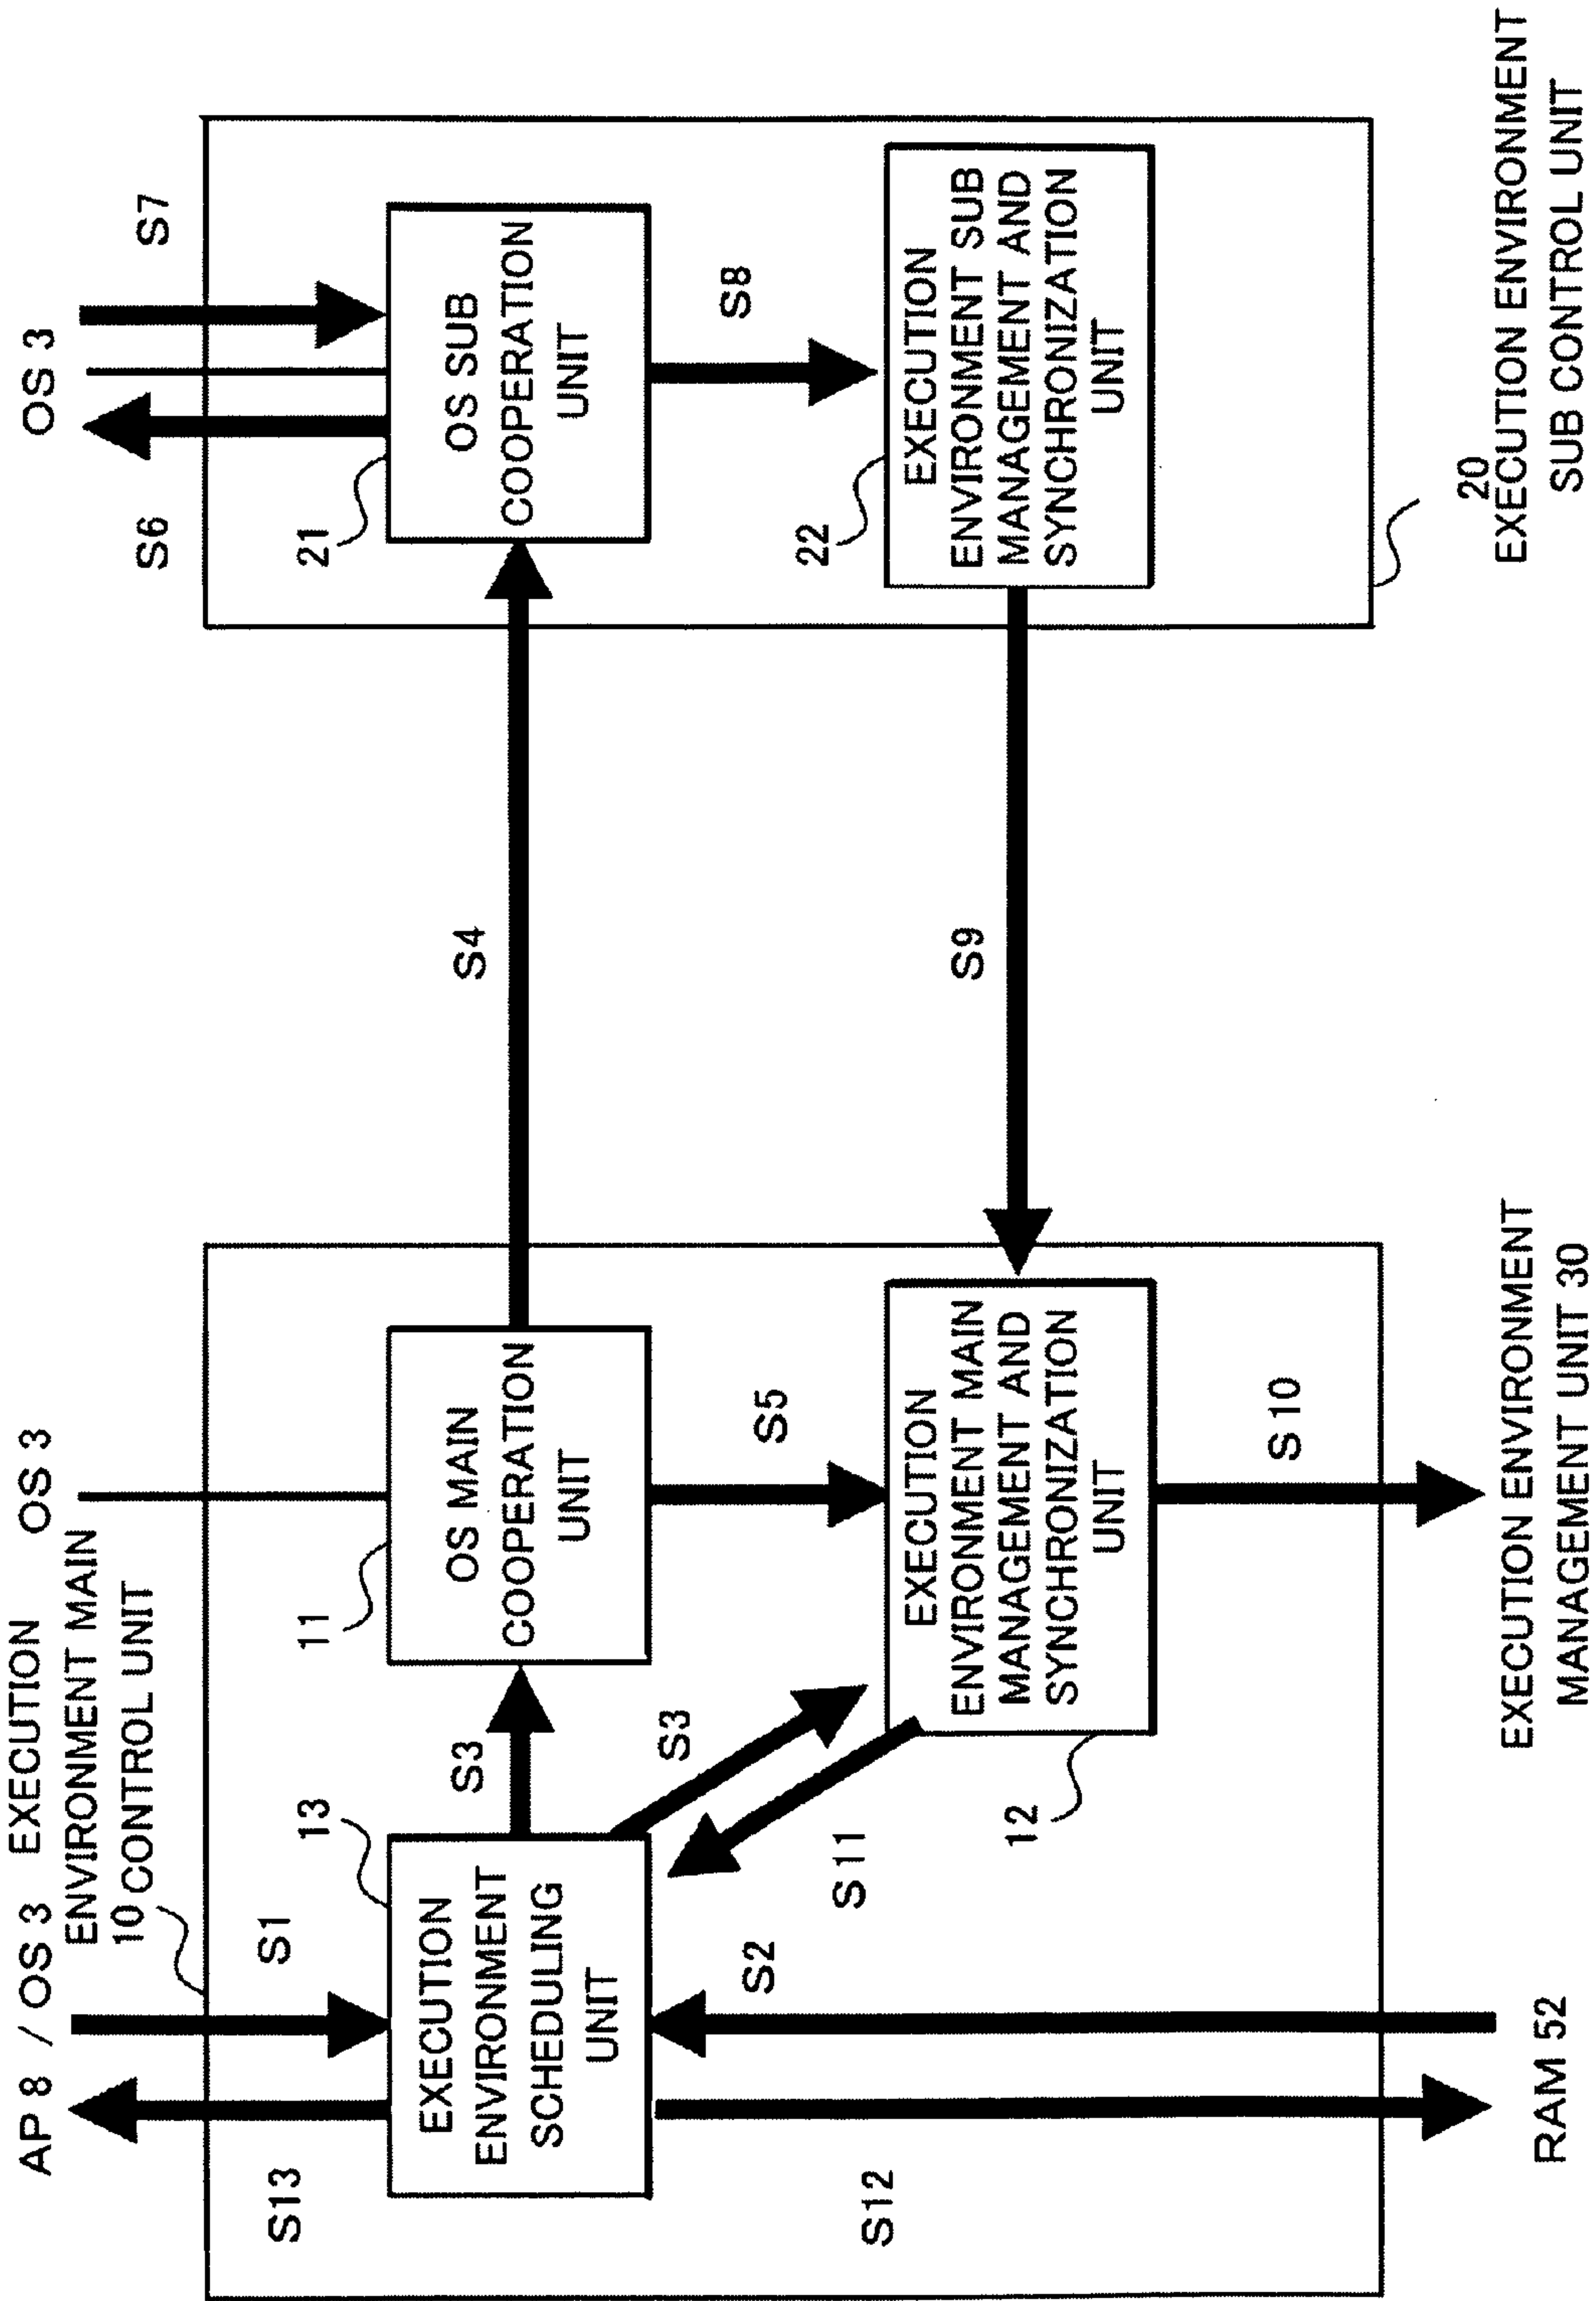 AP 8 / OS 3
EXECUTION
ENVIRONMENT MAIN
10 CONTROL UNIT
OS 3
OS 3
S13
S1
S6
S7
13
EXECUTION
ENVIRONMENT
SCHEDULING
UNIT
S3
11
OS MAIN
COOPERATION
UNIT
S4
21
OS SUB
COOPERATION
UNIT
S12
S2
S11
S3
S5
S8
12
EXECUTION
ENVIRONMENT MAIN
MANAGEMENT AND
SYNCHRONIZATION
UNIT
S9
22
EXECUTION
ENVIRONMENT SUB
MANAGEMENT AND
SYNCHRONIZATION
UNIT
S10
RAM 52
EXECUTION ENVIRONMENT
MANAGEMENT UNIT 30
20
EXECUTION ENVIRONMENT
SUB CONTROL UNIT